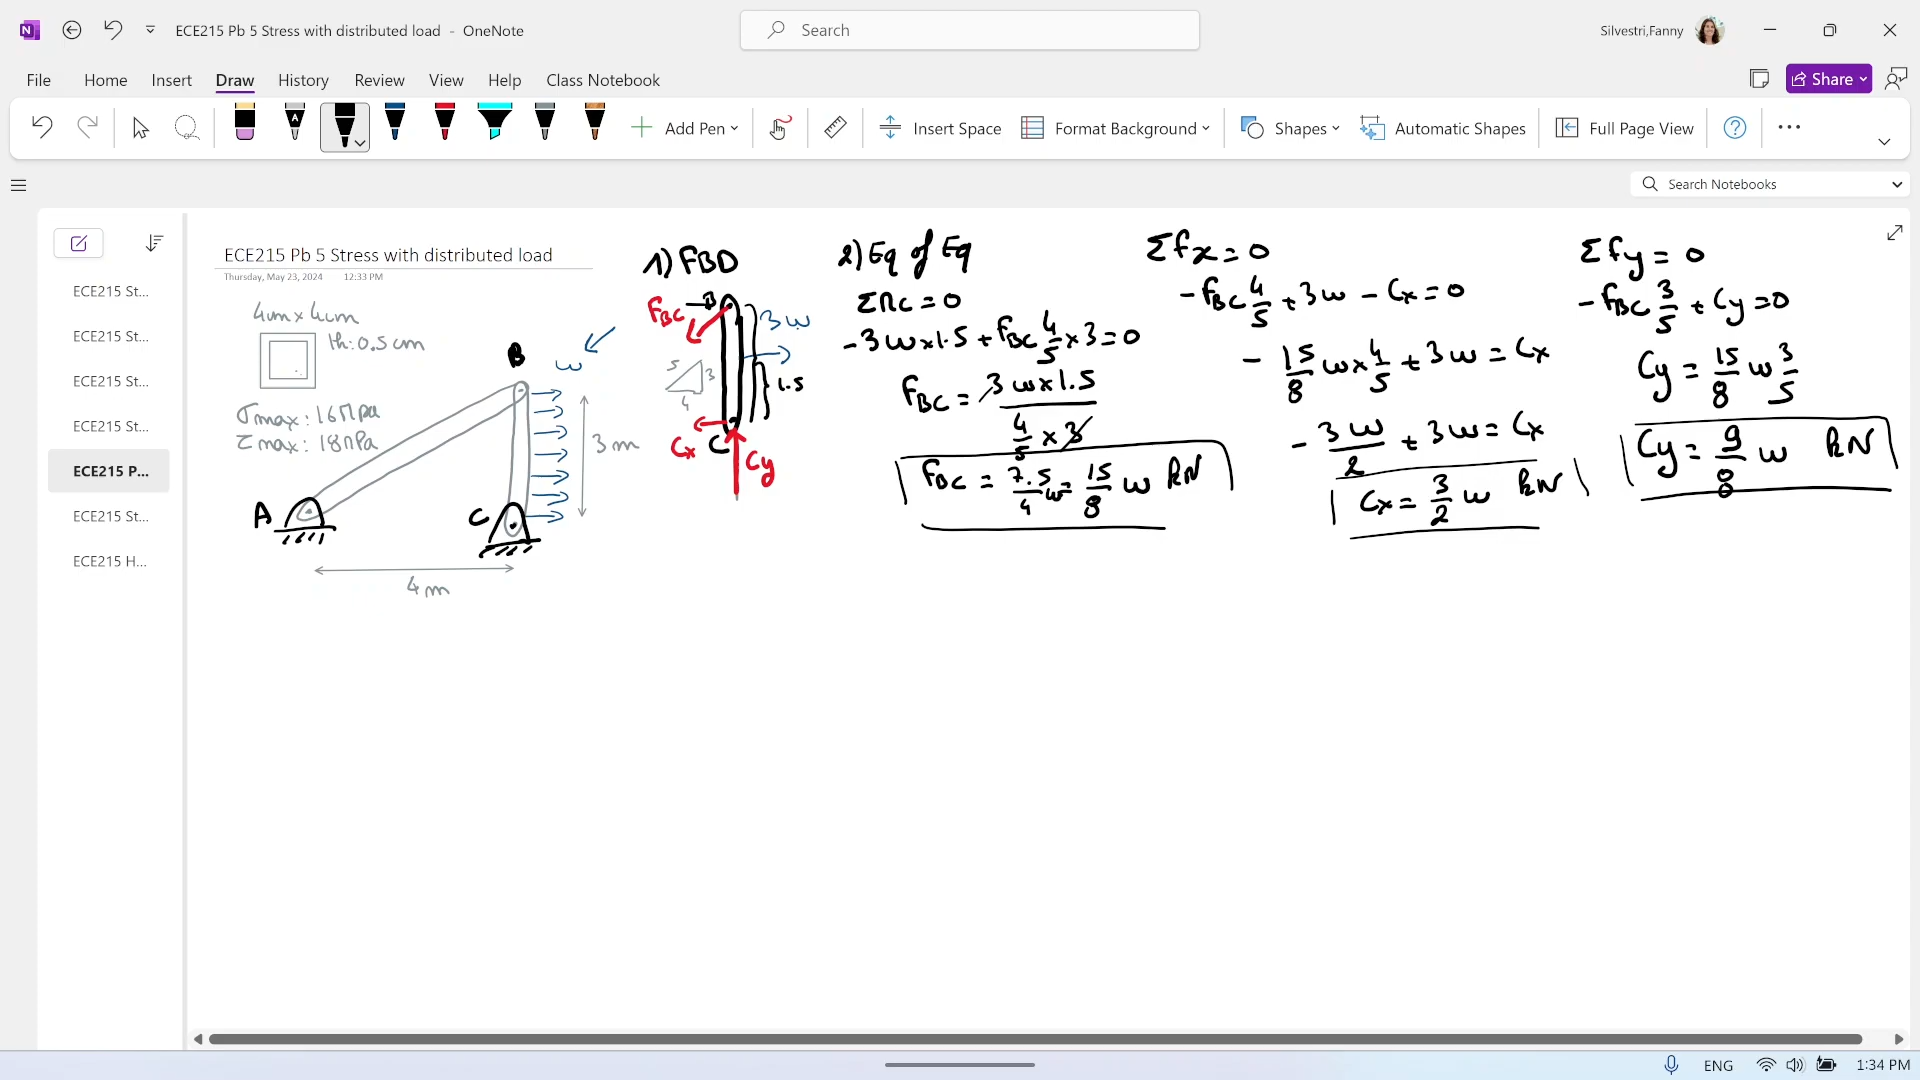 ECE215 Pb 5 Stress with distributed load - OneNote
Search
Silvestri,Fanny
File Home Insert Draw History Review View Help Class Notebook
Share
Add Pen
Insert Space
Format Background
Shapes
Automatic Shapes
Full Page View
Search Notebooks
ECE215 St...
ECE215 St...
ECE215 St...
ECE215 St...
ECE215 P...
ECE215 St...
ECE215 H...
ECE215 Pb 5 Stress with distributed load
Thursday, May 23, 2024 12:33 PM
4cm x 4cm
th: 0.5 cm
σmax: 16 MPa
τmax: 18 MPa
A
B
C
w
3 m
4 m
1) FBD
B
FBC
3w
5
3
4
1.5
Cx
C
Cy
2) Eq of Eq
ΣMC = 0
-3w x 1.5 + FBC 4/5 x 3 = 0
FBC = 3w x 1.5 / (4/5 x 3)
FBC = 7.5/4 w = 15/8 w kN
Σfx = 0
-FBC 4/5 + 3w - Cx = 0
- 15/8 w x 4/5 + 3w = Cx
- 3w/2 + 3w = Cx
Cx = 3/2 w kN
Σfy = 0
-FBC 3/5 + Cy = 0
Cy = 15/8 w 3/5
Cy = 9/8 w kN
ENG
1:34 PM